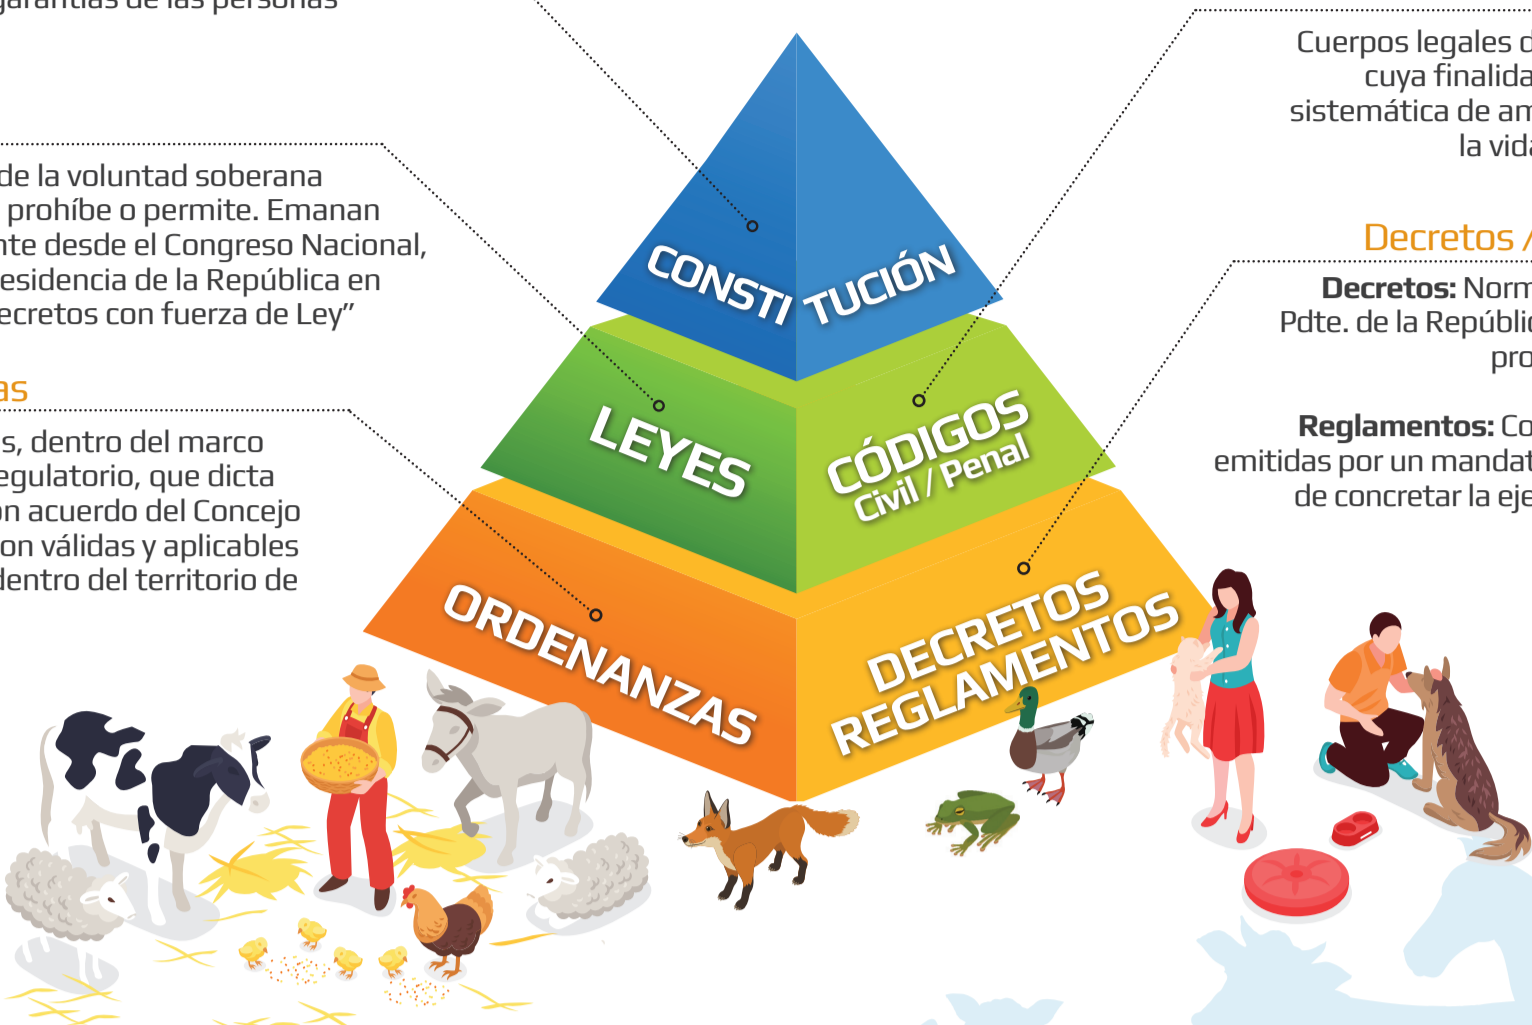 garantías de las personas
de la voluntad soberana
prohíbe o permite. Emanan
nte desde el Congreso Nacional,
esidencia de la República en
ecretos con fuerza de Ley”
as
s, dentro del marco
egulatorio, que dicta
on acuerdo del Concejo
on válidas y aplicables
dentro del territorio de
CONSTI TUCIÓN
LEYES
CÓDIGOS
Civil / Penal
ORDENANZAS
DECRETOS
REGLAMENTOS
Cuerpos legales d
cuya finalida
sistemática de am
la vida
Decretos /
Decretos: Norm
Pdte. de la Repúblic
pro
Reglamentos: Co
emitidas por un mandat
de concretar la eje